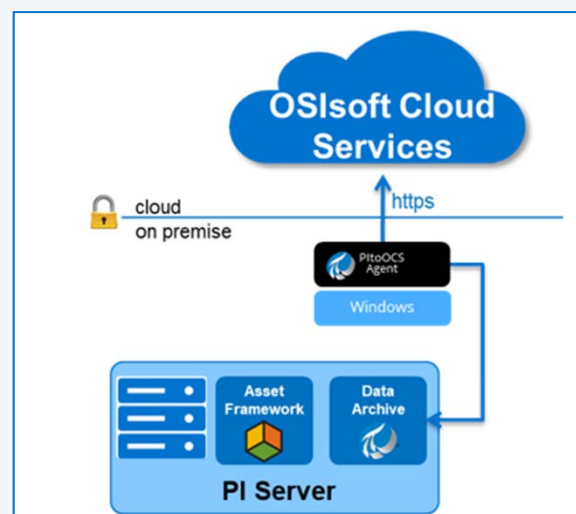 OSIsoft Cloud
Services
cloud
https
on premise
PItoOCS
Agent
Windows
Asset
Framework
Data
Archive
PI Server